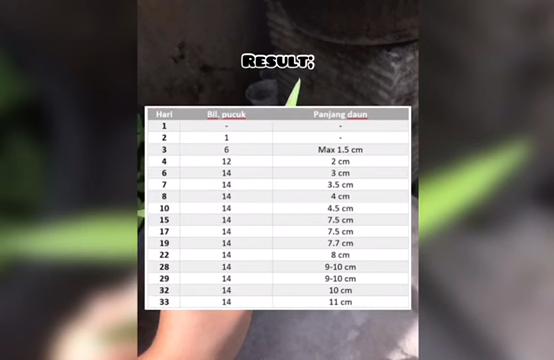 RESULT:
Hari Bil, pucuk Panjang daun
1 - -
2 1 -
3 6 Max 1.5 cm
4 12 2 cm
6 14 3 cm
7 14 3.5 cm
8 14 4 cm
10 14 4.5 cm
15 14 7.5 cm
17 14 7.5 cm
19 14 7.7 cm
22 14 8 cm
28 14 9-10 cm
29 14 9-10 cm
32 14 10 cm
33 14 11 cm